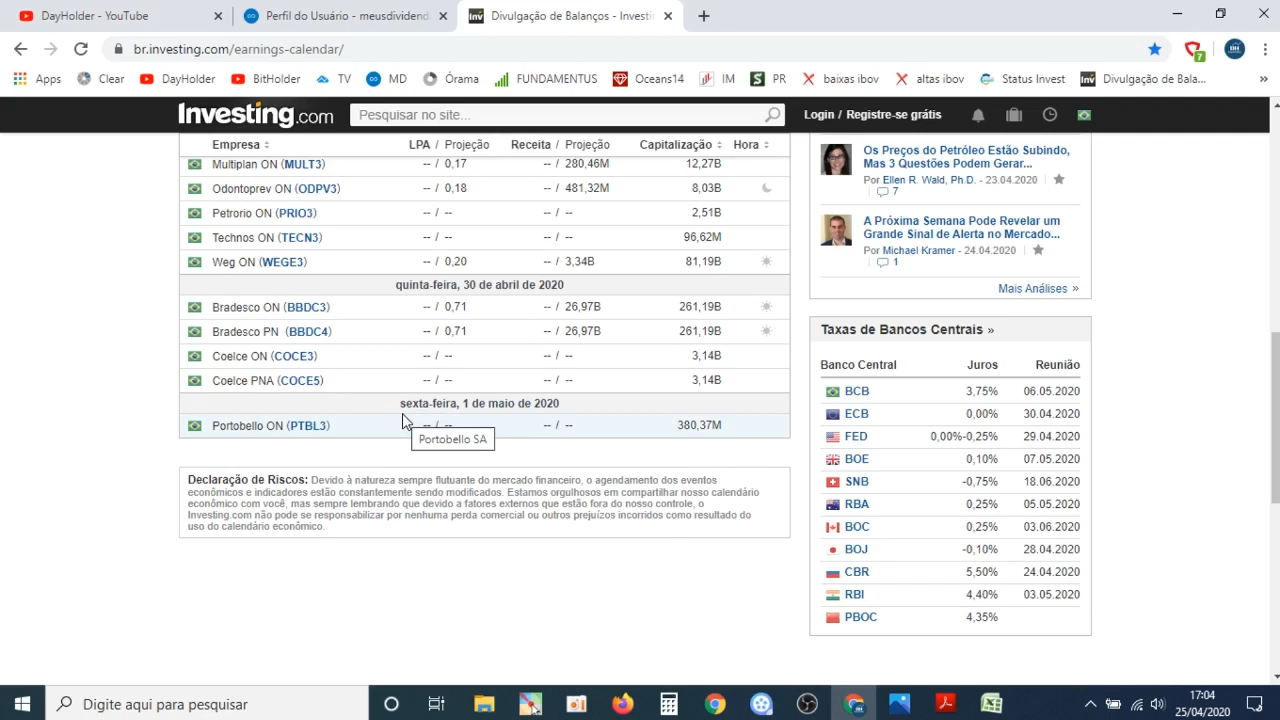 DayHolder - YouTube
Perfil do Usuário - meusdividend
Divulgação de Balanços - Investin
br.investing.com/earnings-calendar/
7
Apps Clear DayHolder BitHolder TV MD Órama FUNDAMENTUS Oceans14 IM PR baixas ibov altas ibov Status Invest Divulgação de Bala... »
Investing.com
Pesquisar no site...
Login / Registre-se grátis
Empresa LPA / Projeção Receita / Projeção Capitalização Hora
Multiplan ON (MULT3) -- / 0,17 -- / 280,46M 12,27B
Odontoprev ON (ODPV3) -- / 0,18 -- / 481,32M 8,03B
Petrorio ON (PRIO3) -- / -- -- / -- 2,51B
Technos ON (TECN3) -- / -- -- / -- 96,62M
Weg ON (WEGE3) -- / 0,20 -- / 3,34B 81,19B
quinta-feira, 30 de abril de 2020
Bradesco ON (BBDC3) -- / 0,71 -- / 26,97B 261,19B
Bradesco PN (BBDC4) -- / 0,71 -- / 26,97B 261,19B
Coelce ON (COCE3) -- / -- -- / -- 3,14B
Coelce PNA (COCE5) -- / -- -- / -- 3,14B
sexta-feira, 1 de maio de 2020
Portobello ON (PTBL3) -- / -- -- / -- 380,37M
Portobello SA
Declaração de Riscos: Devido à natureza sempre flutuante do mercado financeiro, o agendamento dos eventos
econômicos e indicadores estão constantemente sendo modificados. Estamos orgulhosos em compartilhar nosso calendário
econômico com você, mas sempre lembrando que devido a fatores externos que estão fora do nosso controle, o
Investing.com não pode se responsabilizar por nenhuma perda comercial ou outros prejuízos incorridos como resultado do
uso do calendário econômico.
Os Preços do Petróleo Estão Subindo,
Mas 3 Questões Podem Gerar...
Por Ellen R. Wald, Ph.D. - 23.04.2020
7
A Próxima Semana Pode Revelar um
Grande Sinal de Alerta no Mercado...
Por Michael Kramer - 24.04.2020
1
Mais Análises »
Taxas de Bancos Centrais »
Banco Central Juros Reunião
BCB 3,75% 06.05.2020
ECB 0,00% 30.04.2020
FED 0,00%-0,25% 29.04.2020
BOE 0,10% 07.05.2020
SNB -0,75% 18.06.2020
RBA 0,25% 05.05.2020
BOC 0,25% 03.06.2020
BOJ -0,10% 28.04.2020
CBR 5,50% 24.04.2020
RBI 4,40% 03.05.2020
PBOC 4,35%
Digite aqui para pesquisar
17:04
25/04/2020